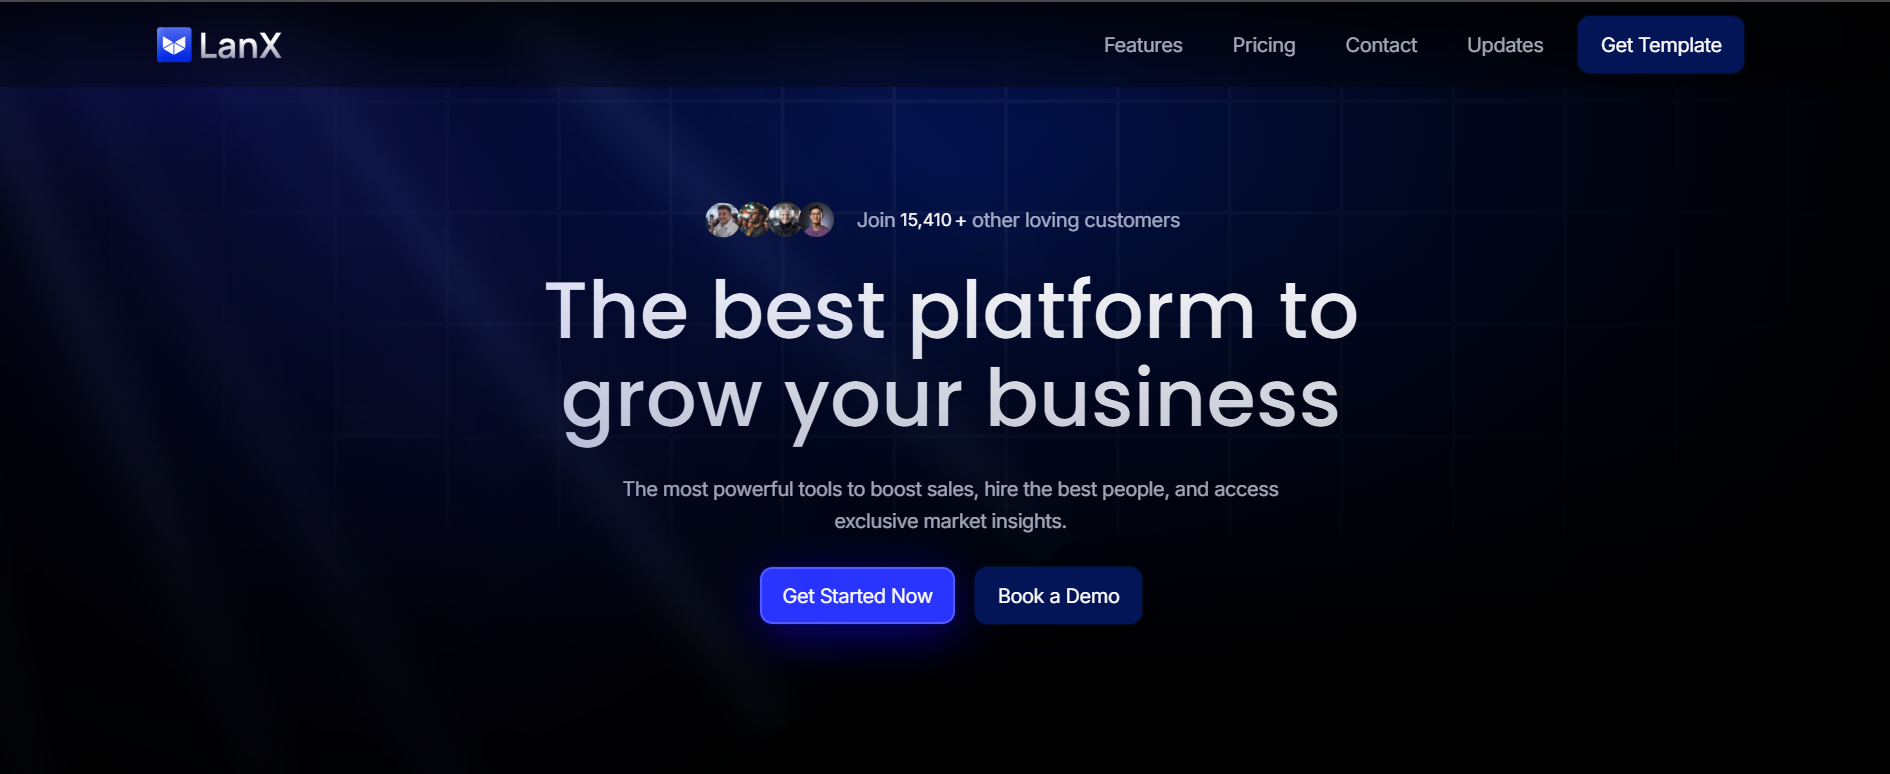 LanX
Features
Pricing
Contact
Updates
Get Template
Join 15,410+ other loving customers
The best platform to
grow your business
The most powerful tools to boost sales, hire the best people, and access
exclusive market insights.
Get Started Now
Book a Demo